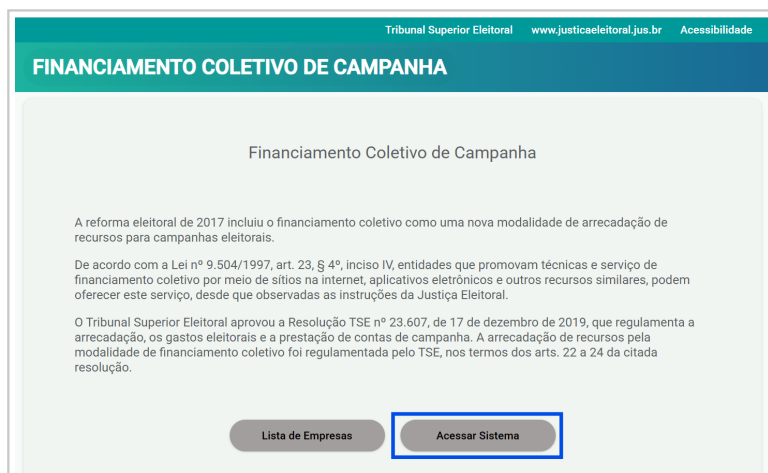 Tribunal Superior Eleitoral www.justicaeleitoral.jus.br Acessibilidade
FINANCIAMENTO COLETIVO DE CAMPANHA
Financiamento Coletivo de Campanha
A reforma eleitoral de 2017 incluiu o financiamento coletivo como uma nova modalidade de arrecadação de
recursos para campanhas eleitorais.
De acordo com a Lei nº 9.504/1997, art. 23, § 4º, inciso IV, entidades que promovam técnicas e serviço de
financiamento coletivo por meio de sítios na internet, aplicativos eletrônicos e outros recursos similares, podem
oferecer este serviço, desde que observadas as instruções da Justiça Eleitoral.
O Tribunal Superior Eleitoral aprovou a Resolução TSE nº 23.607, de 17 de dezembro de 2019, que regulamenta a
arrecadação, os gastos eleitorais e a prestação de contas de campanha. A arrecadação de recursos pela
modalidade de financiamento coletivo foi regulamentada pelo TSE, nos termos dos arts. 22 a 24 da citada
resolução.
Lista de Empresas Acessar Sistema